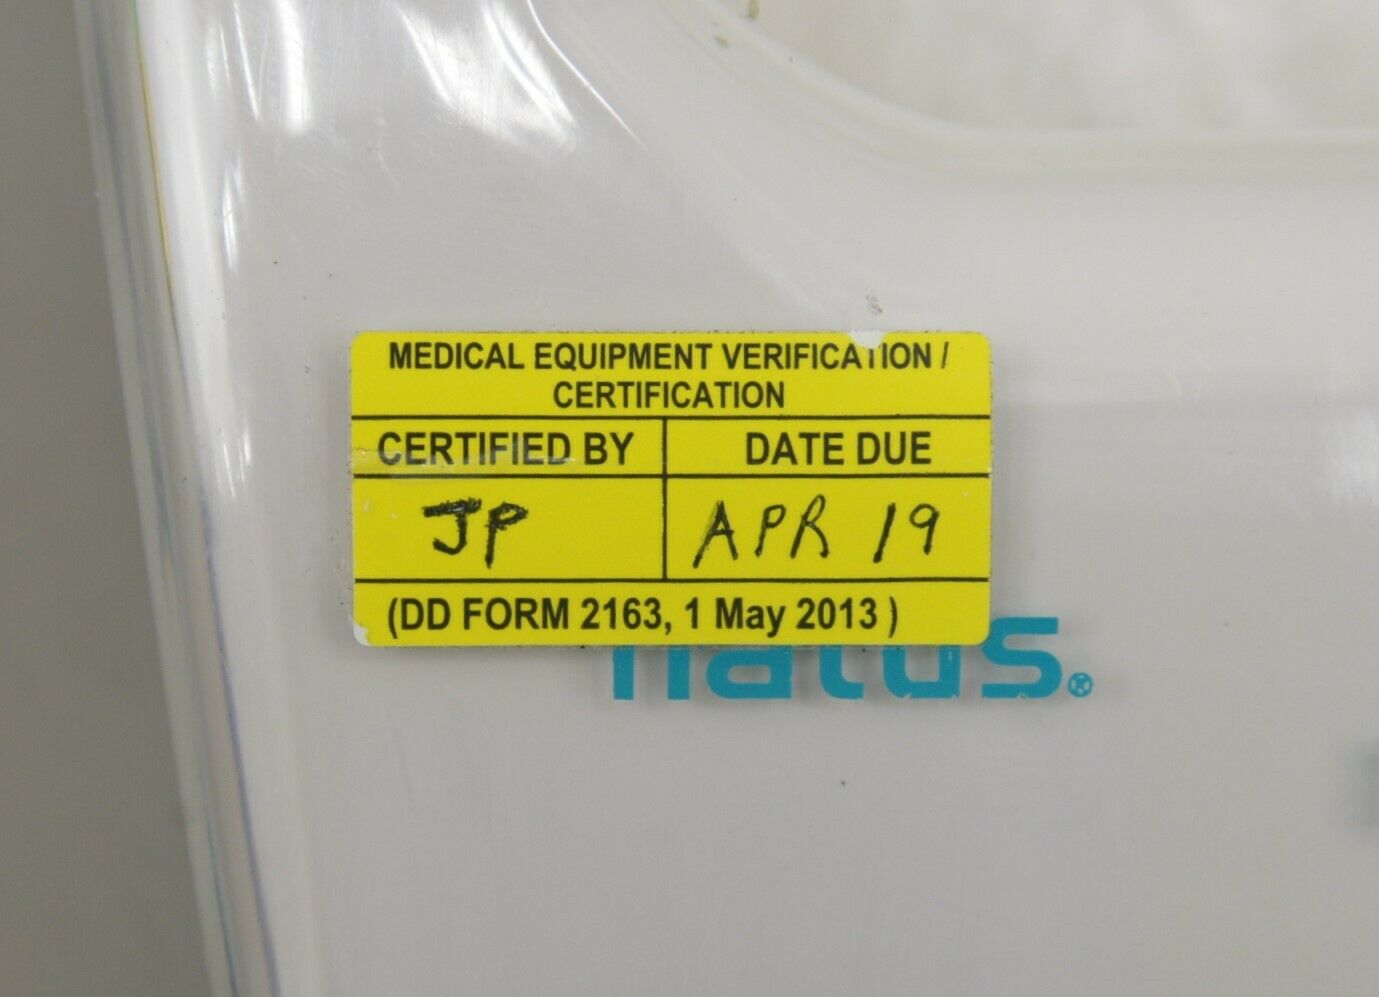 MEDICAL EQUIPMENT VERIFICATION /
CERTIFICATION
CERTIFIED BY
DATE DUE
JP
APR 19
(DD FORM 2163, 1 May 2013 )
natus®